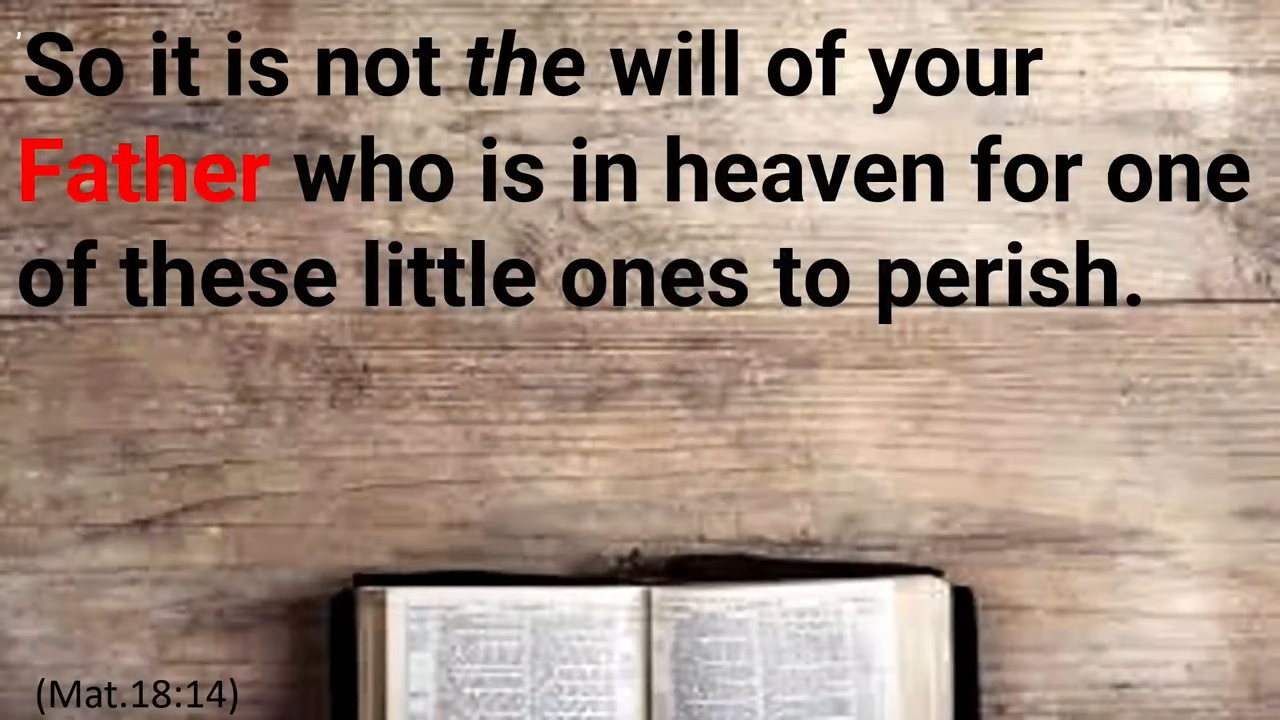 So it is not the will of your
Father who is in heaven for one
of these little ones to perish.
(Mat.18:14)